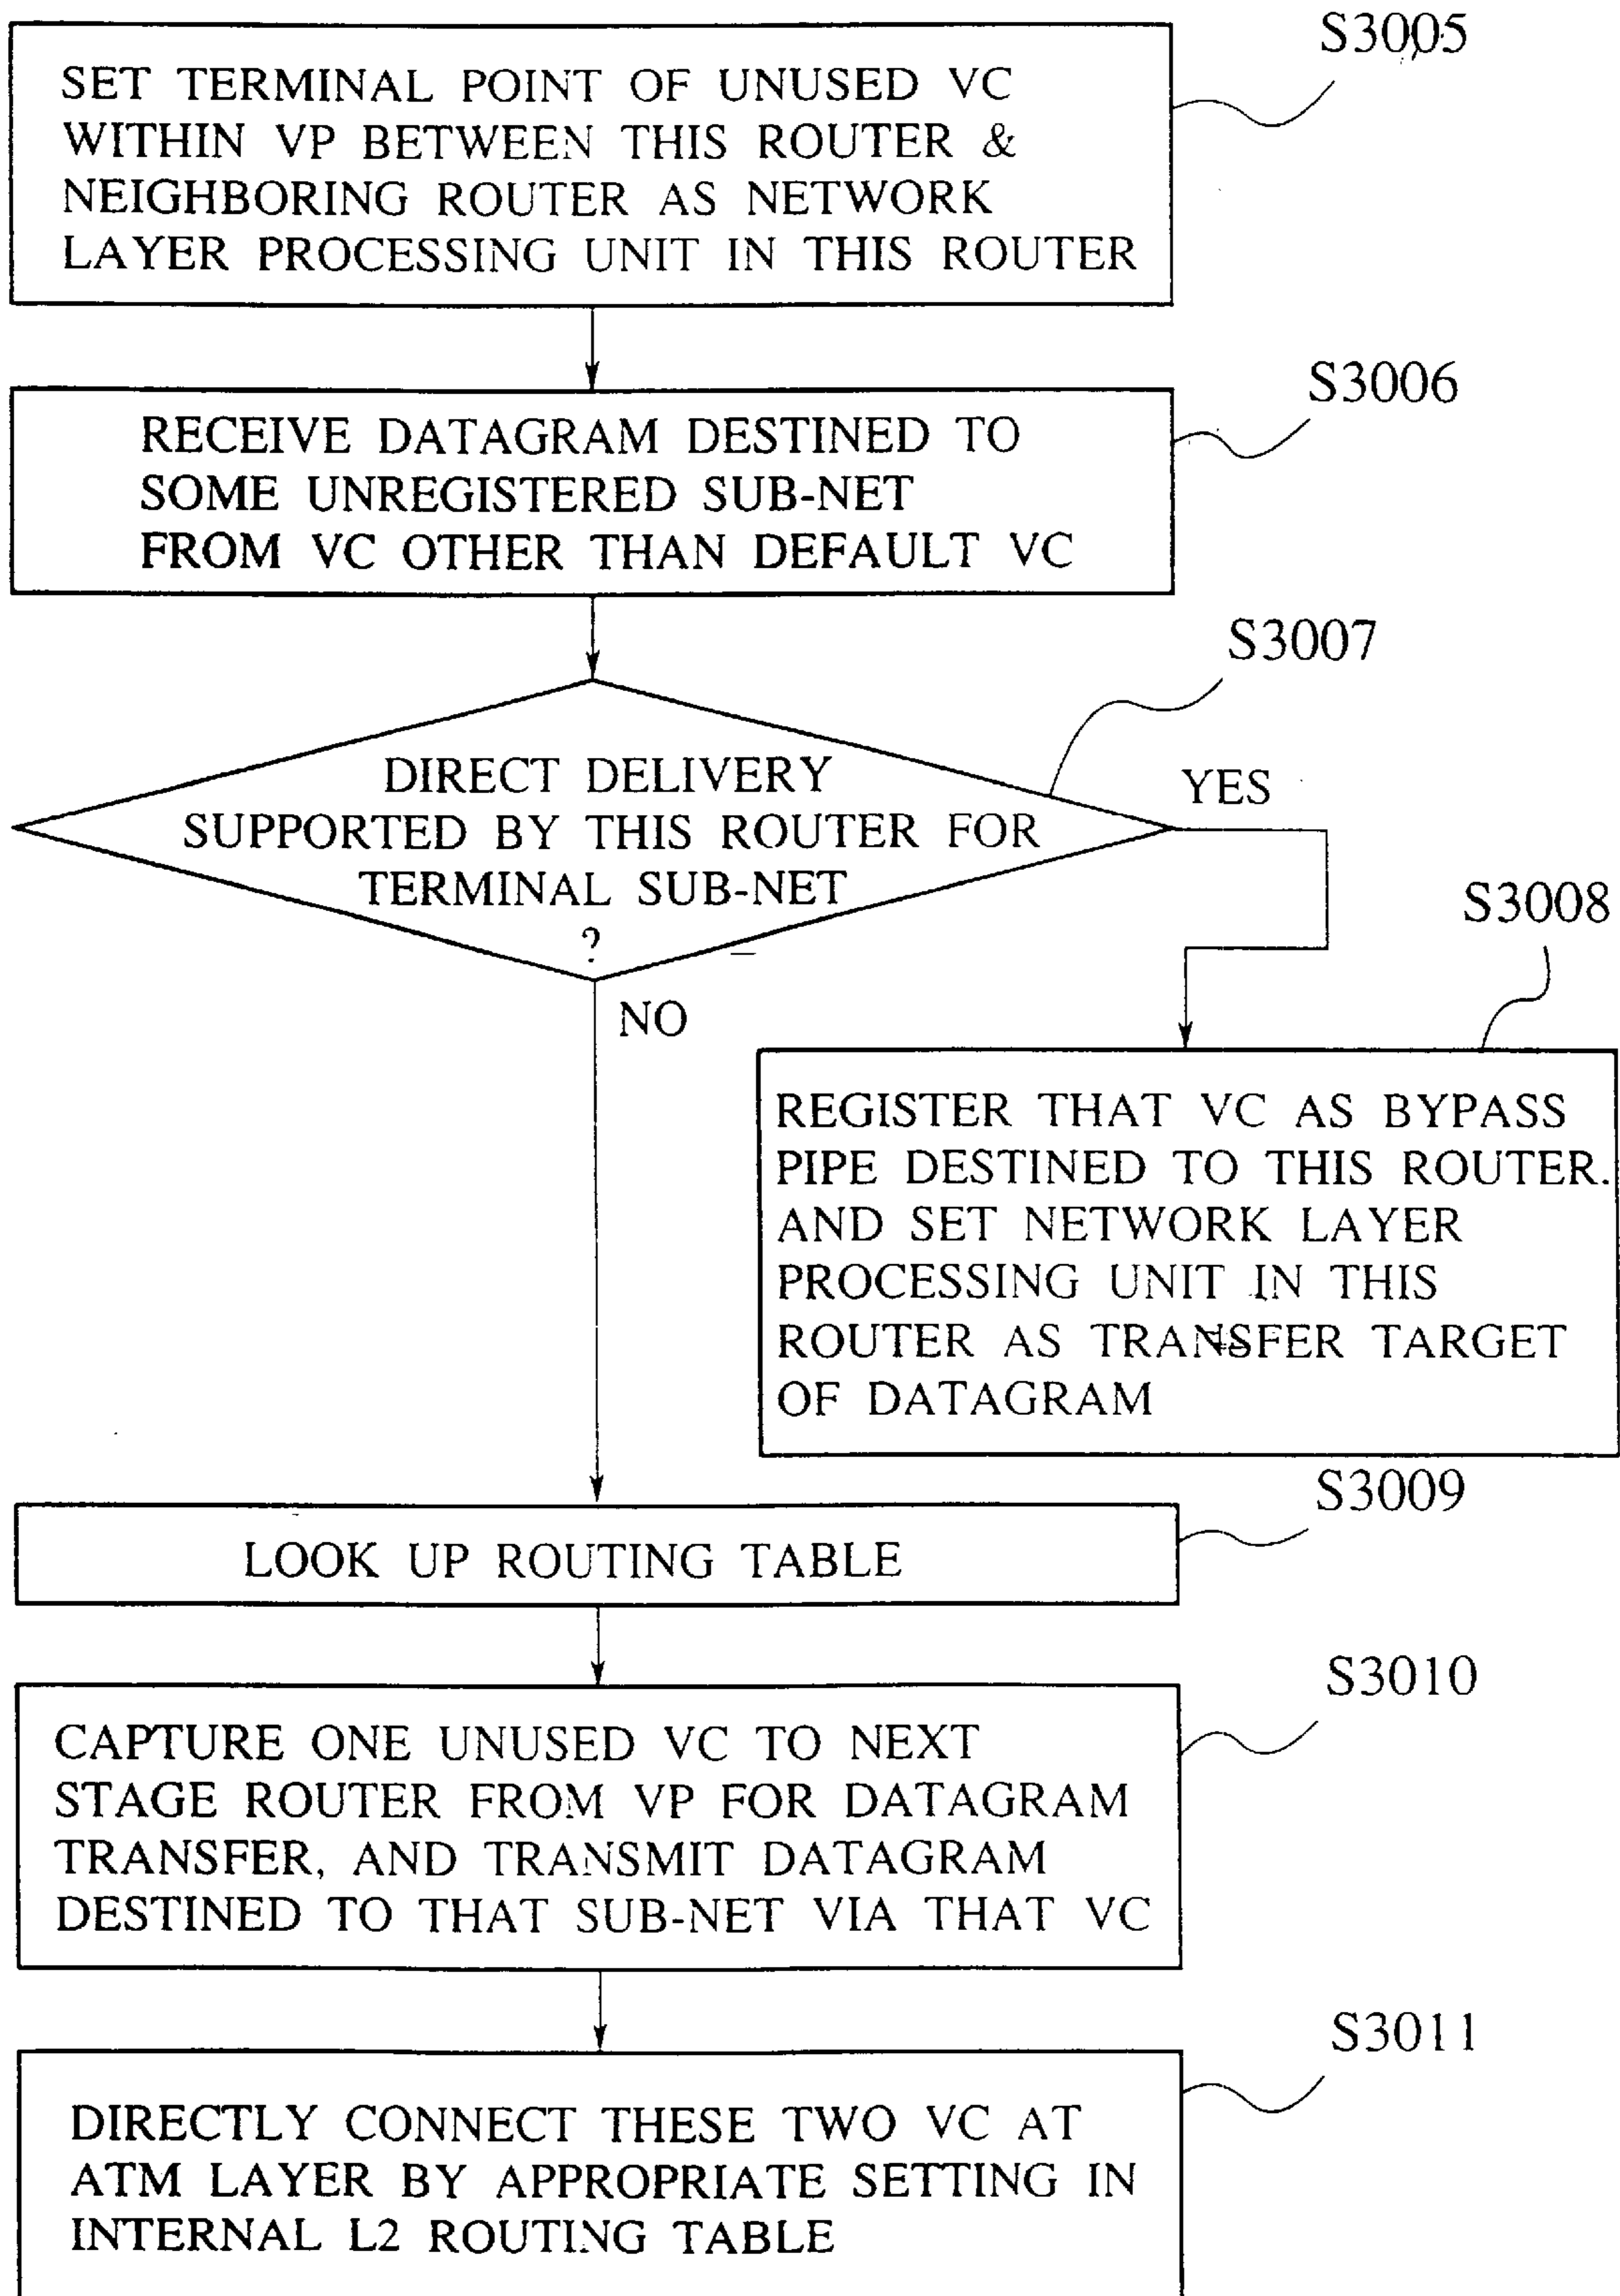 S3005
SET TERMINAL POINT OF UNUSED VC
WITHIN VP BETWEEN THIS ROUTER &
NEIGHBORING ROUTER AS NETWORK
LAYER PROCESSING UNIT IN THIS ROUTER
S3006
RECEIVE DATAGRAM DESTINED TO
SOME UNREGISTERED SUB-NET
FROM VC OTHER THAN DEFAULT VC
S3007
DIRECT DELIVERY
SUPPORTED BY THIS ROUTER FOR
TERMINAL SUB-NET
?
YES
NO
S3008
REGISTER THAT VC AS BYPASS
PIPE DESTINED TO THIS ROUTER.
AND SET NETWORK LAYER
PROCESSING UNIT IN THIS
ROUTER AS TRANSFER TARGET
OF DATAGRAM
S3009
LOOK UP ROUTING TABLE
S3010
CAPTURE ONE UNUSED VC TO NEXT
STAGE ROUTER FROM VP FOR DATAGRAM
TRANSFER, AND TRANSMIT DATAGRAM
DESTINED TO THAT SUB-NET VIA THAT VC
S3011
DIRECTLY CONNECT THESE TWO VC AT
ATM LAYER BY APPROPRIATE SETTING IN
INTERNAL L2 ROUTING TABLE